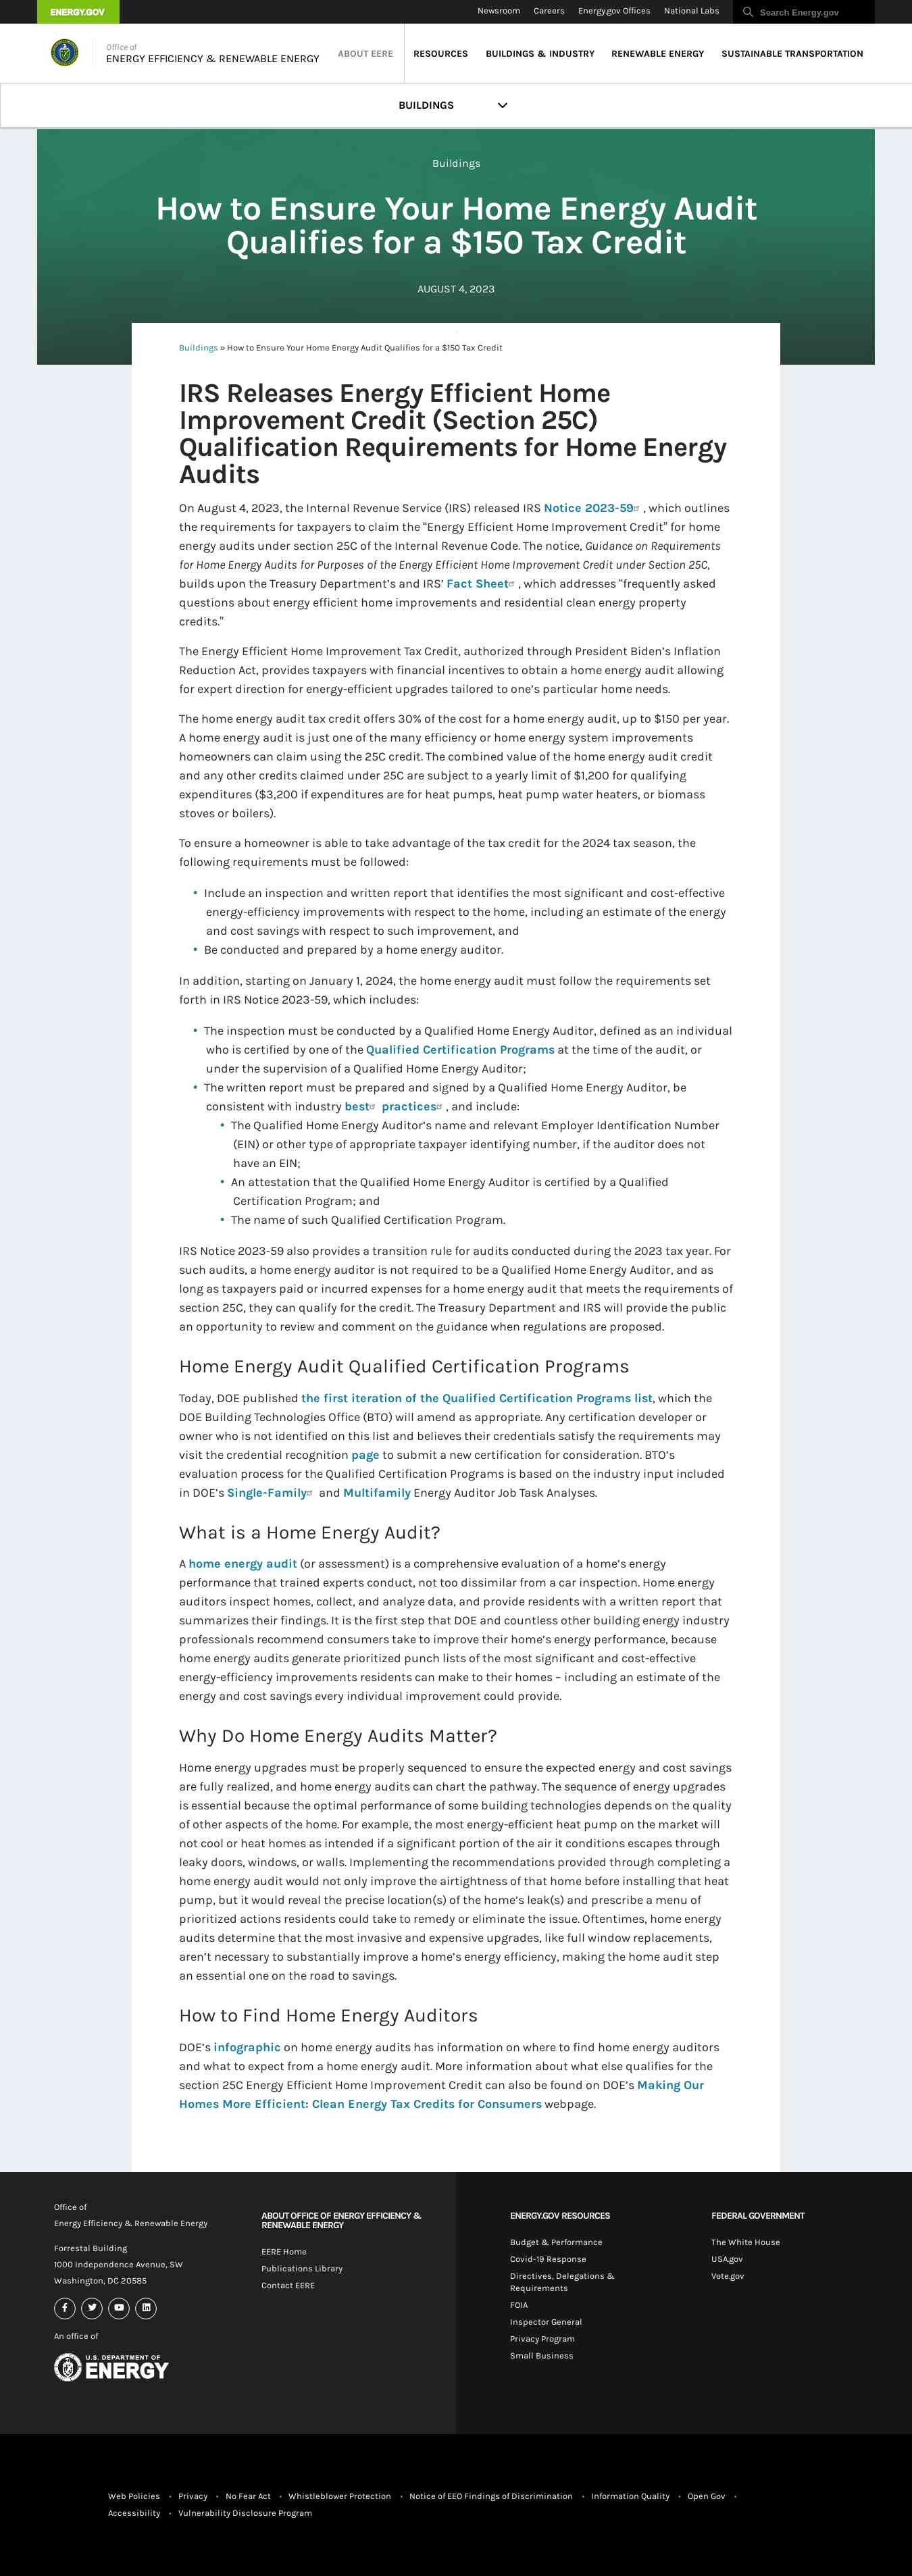 ENERGY.GOV
Newsroom Careers Energy.gov Offices National Labs Search Energy.gov
Office of
ENERGY EFFICIENCY & RENEWABLE ENERGY
ABOUT EERE RESOURCES BUILDINGS & INDUSTRY RENEWABLE ENERGY SUSTAINABLE TRANSPORTATION
BUILDINGS
Buildings
How to Ensure Your Home Energy Audit
Qualifies for a $150 Tax Credit
AUGUST 4, 2023
Buildings » How to Ensure Your Home Energy Audit Qualifies for a $150 Tax Credit
IRS Releases Energy Efficient Home
Improvement Credit (Section 25C)
Qualification Requirements for Home Energy
Audits
On August 4, 2023, the Internal Revenue Service (IRS) released IRS Notice 2023-59 , which outlines
the requirements for taxpayers to claim the “Energy Efficient Home Improvement Credit” for home
energy audits under section 25C of the Internal Revenue Code. The notice, Guidance on Requirements
for Home Energy Audits for Purposes of the Energy Efficient Home Improvement Credit under Section 25C,
builds upon the Treasury Department’s and IRS’ Fact Sheet , which addresses “frequently asked
questions about energy efficient home improvements and residential clean energy property
credits.”
The Energy Efficient Home Improvement Tax Credit, authorized through President Biden’s Inflation
Reduction Act, provides taxpayers with financial incentives to obtain a home energy audit allowing
for expert direction for energy-efficient upgrades tailored to one’s particular home needs.
The home energy audit tax credit offers 30% of the cost for a home energy audit, up to $150 per year.
A home energy audit is just one of the many efficiency or home energy system improvements
homeowners can claim using the 25C credit. The combined value of the home energy audit credit
and any other credits claimed under 25C are subject to a yearly limit of $1,200 for qualifying
expenditures ($3,200 if expenditures are for heat pumps, heat pump water heaters, or biomass
stoves or boilers).
To ensure a homeowner is able to take advantage of the tax credit for the 2024 tax season, the
following requirements must be followed:
• Include an inspection and written report that identifies the most significant and cost-effective
energy-efficiency improvements with respect to the home, including an estimate of the energy
and cost savings with respect to such improvement, and
• Be conducted and prepared by a home energy auditor.
In addition, starting on January 1, 2024, the home energy audit must follow the requirements set
forth in IRS Notice 2023-59, which includes:
• The inspection must be conducted by a Qualified Home Energy Auditor, defined as an individual
who is certified by one of the Qualified Certification Programs at the time of the audit, or
under the supervision of a Qualified Home Energy Auditor;
• The written report must be prepared and signed by a Qualified Home Energy Auditor, be
consistent with industry best practices , and include:
• The Qualified Home Energy Auditor’s name and relevant Employer Identification Number
(EIN) or other type of appropriate taxpayer identifying number, if the auditor does not
have an EIN;
• An attestation that the Qualified Home Energy Auditor is certified by a Qualified
Certification Program; and
• The name of such Qualified Certification Program.
IRS Notice 2023-59 also provides a transition rule for audits conducted during the 2023 tax year. For
such audits, a home energy auditor is not required to be a Qualified Home Energy Auditor, and as
long as taxpayers paid or incurred expenses for a home energy audit that meets the requirements of
section 25C, they can qualify for the credit. The Treasury Department and IRS will provide the public
an opportunity to review and comment on the guidance when regulations are proposed.
Home Energy Audit Qualified Certification Programs
Today, DOE published the first iteration of the Qualified Certification Programs list, which the
DOE Building Technologies Office (BTO) will amend as appropriate. Any certification developer or
owner who is not identified on this list and believes their credentials satisfy the requirements may
visit the credential recognition page to submit a new certification for consideration. BTO’s
evaluation process for the Qualified Certification Programs is based on the industry input included
in DOE’s Single-Family and Multifamily Energy Auditor Job Task Analyses.
What is a Home Energy Audit?
A home energy audit (or assessment) is a comprehensive evaluation of a home’s energy
performance that trained experts conduct, not too dissimilar from a car inspection. Home energy
auditors inspect homes, collect, and analyze data, and provide residents with a written report that
summarizes their findings. It is the first step that DOE and countless other building energy industry
professionals recommend consumers take to improve their home’s energy performance, because
home energy audits generate prioritized punch lists of the most significant and cost-effective
energy-efficiency improvements residents can make to their homes – including an estimate of the
energy and cost savings every individual improvement could provide.
Why Do Home Energy Audits Matter?
Home energy upgrades must be properly sequenced to ensure the expected energy and cost savings
are fully realized, and home energy audits can chart the pathway. The sequence of energy upgrades
is essential because the optimal performance of some building technologies depends on the quality
of other aspects of the home. For example, the most energy-efficient heat pump on the market will
not cool or heat homes as intended if a significant portion of the air it conditions escapes through
leaky doors, windows, or walls. Implementing the recommendations provided through completing a
home energy audit would not only improve the airtightness of that home before installing that heat
pump, but it would reveal the precise location(s) of the home’s leak(s) and prescribe a menu of
prioritized actions residents could take to remedy or eliminate the issue. Oftentimes, home energy
audits determine that the most invasive and expensive upgrades, like full window replacements,
aren’t necessary to substantially improve a home’s energy efficiency, making the home audit step
an essential one on the road to savings.
How to Find Home Energy Auditors
DOE’s infographic on home energy audits has information on where to find home energy auditors
and what to expect from a home energy audit. More information about what else qualifies for the
section 25C Energy Efficient Home Improvement Credit can also be found on DOE’s Making Our
Homes More Efficient: Clean Energy Tax Credits for Consumers webpage.
Office of
Energy Efficiency & Renewable Energy
Forrestal Building
1000 Independence Avenue, SW
Washington, DC 20585
An office of
U.S. DEPARTMENT OF
ENERGY
ABOUT OFFICE OF ENERGY EFFICIENCY &
RENEWABLE ENERGY
EERE Home
Publications Library
Contact EERE
ENERGY.GOV RESOURCES
Budget & Performance
Covid-19 Response
Directives, Delegations &
Requirements
FOIA
Inspector General
Privacy Program
Small Business
FEDERAL GOVERNMENT
The White House
USA.gov
Vote.gov
Web Policies • Privacy • No Fear Act • Whistleblower Protection • Notice of EEO Findings of Discrimination • Information Quality • Open Gov •
Accessibility • Vulnerability Disclosure Program